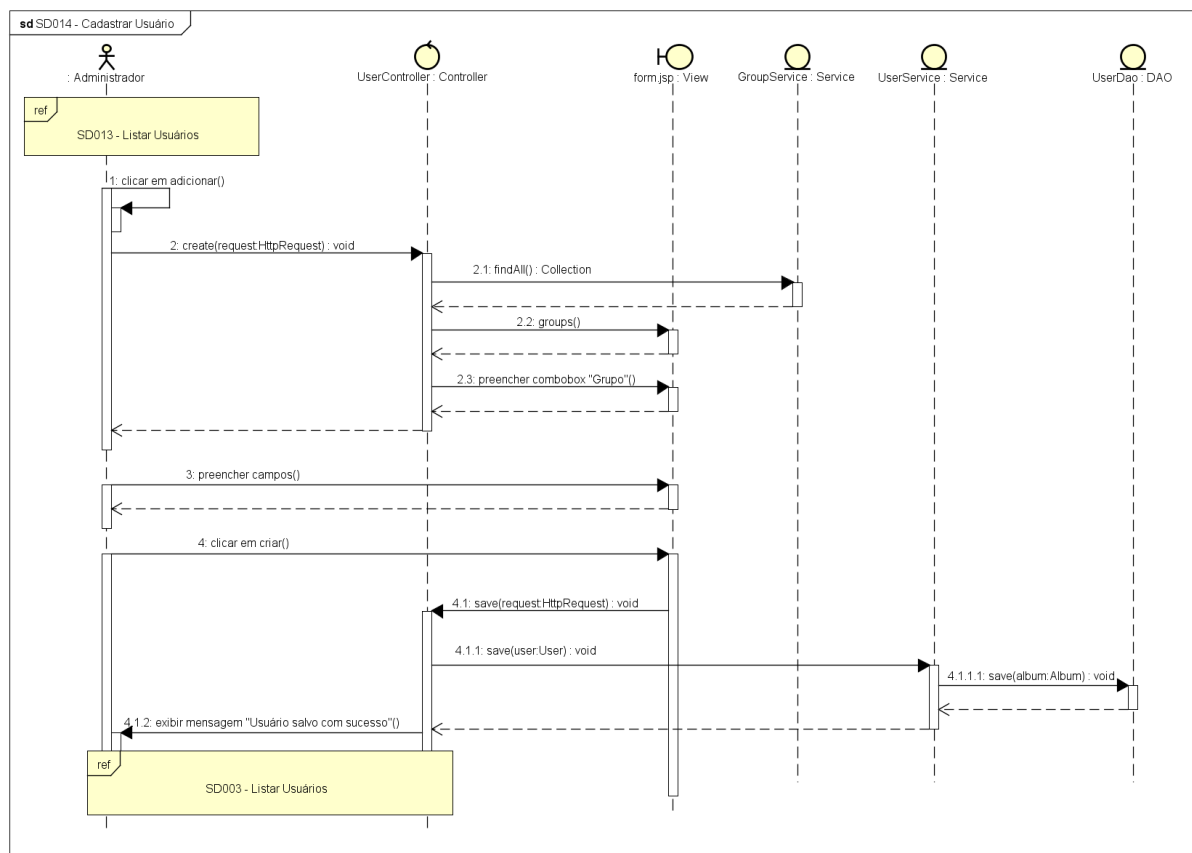 sd SD014 - Cadastrar Usuário
: Administrador
UserController : Controller
form.jsp : View
GroupService : Service
UserService : Service
UserDao : DAO
ref
SD013 - Listar Usuários
1: clicar em adicionar()
2: create(request:HttpRequest) : void
2.1: findAll() : Collection
2.2: groups()
2.3: preencher combobox "Grupo"()
3: preencher campos()
4: clicar em criar()
4.1: save(request:HttpRequest) : void
4.1.1: save(user:User) : void
4.1.1.1: save(album:Album) : void
4.1.2: exibir mensagem "Usuário salvo com sucesso"()
ref
SD003 - Listar Usuários